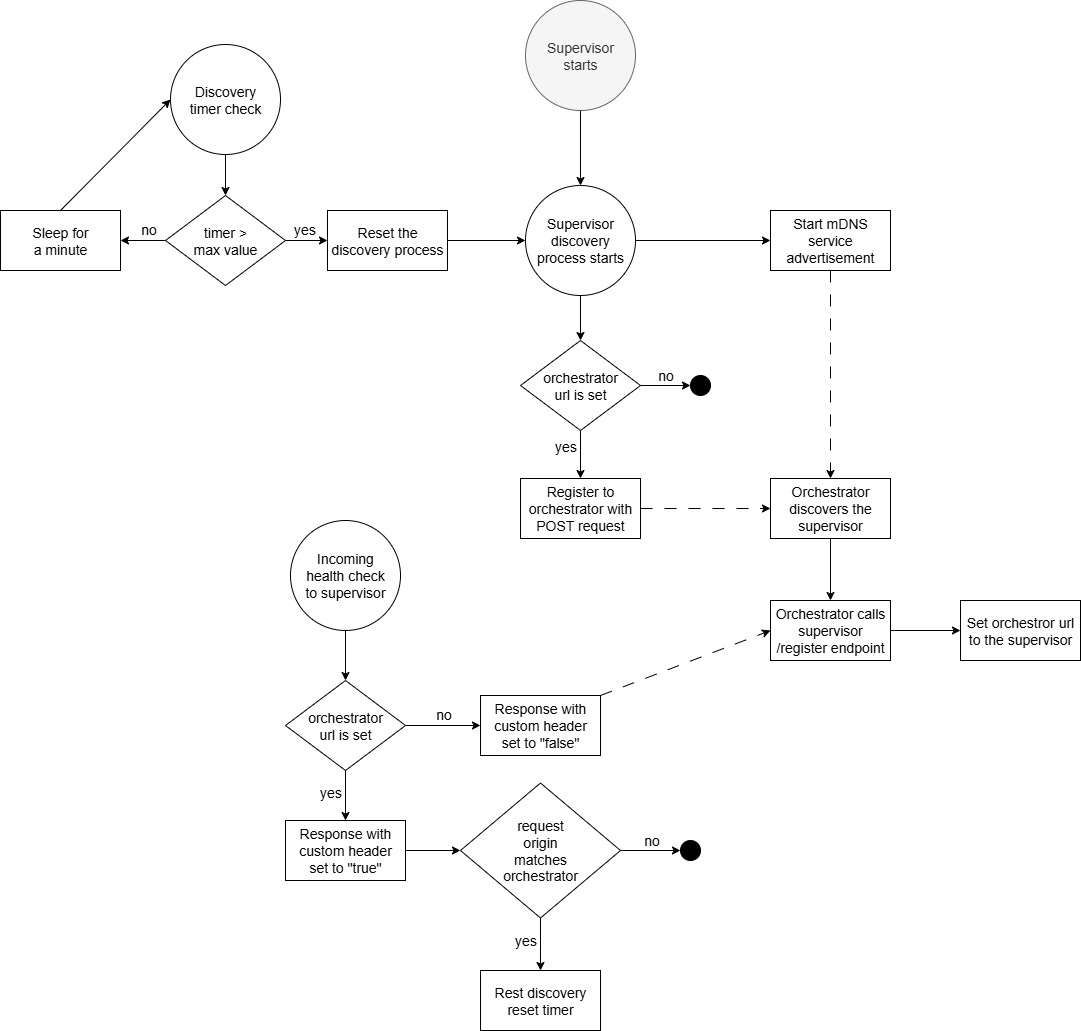 Supervisor
starts
Discovery
timer check
Sleep for
a minute
no
timer >
max value
yes
Reset the
discovery process
Supervisor
discovery
process starts
Start mDNS
service
advertisement
orchestrator
url is set
no
yes
Register to
orchestrator with
POST request
Orchestrator
discovers the
supervisor
Incoming
health check
to supervisor
Orchestrator calls
supervisor
/register endpoint
Set orchestror url
to the supervisor
orchestrator
url is set
no
Response with
custom header
set to "false"
yes
Response with
custom header
set to "true"
request
origin
matches
orchestrator
no
yes
Rest discovery
reset timer